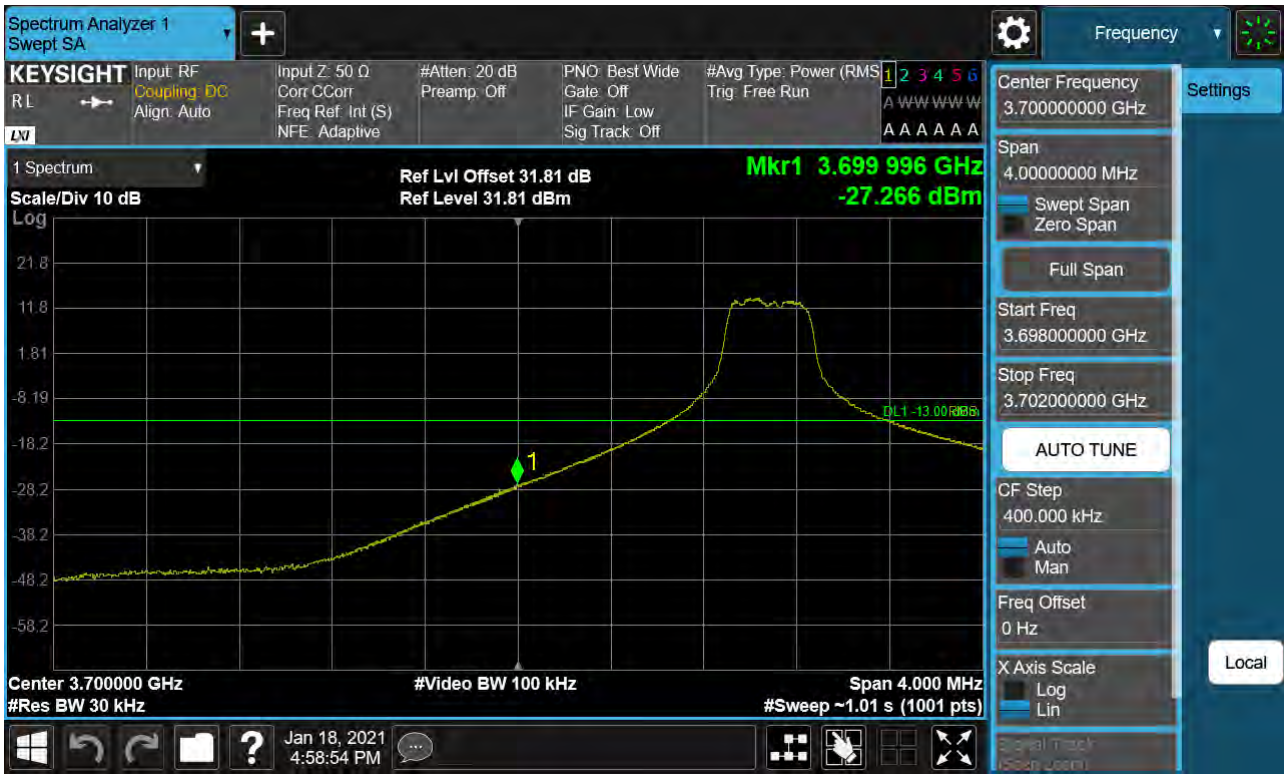 Spectrum Analyzer 1
Swept SA
Frequency
KEYSIGHT
RL
LXI
Input: RF
Coupling: DC
Align: Auto
Input Z: 50 Ω
Corr CCorr
Freq Ref: Int (S)
NFE: Adaptive
#Atten: 20 dB
Preamp: Off
PNO: Best Wide
Gate: Off
IF Gain: Low
Sig Track: Off
#Avg Type: Power (RMS
Trig: Free Run
1 2 3 4 5 6
A W W W W W
A A A A A A
1 Spectrum
Scale/Div 10 dB
Log
Ref Lvl Offset 31.81 dB
Ref Level 31.81 dBm
Mkr1 3.699 996 GHz
-27.266 dBm
21.8
11.8
1.81
-8.19
-18.2
-28.2
-38.2
-48.2
-58.2
DL1 -13.00
1
Center 3.700000 GHz
#Res BW 30 kHz
#Video BW 100 kHz
Span 4.000 MHz
#Sweep ~1.01 s (1001 pts)
Center Frequency
3.700000000 GHz
Span
4.00000000 MHz
Swept Span
Zero Span
Full Span
Start Freq
3.698000000 GHz
Stop Freq
3.702000000 GHz
AUTO TUNE
CF Step
400.000 kHz
Auto
Man
Freq Offset
0 Hz
X Axis Scale
Log
Lin
Signal Track
(Span Zoom)
Settings
Local
?
Jan 18, 2021
4:58:54 PM